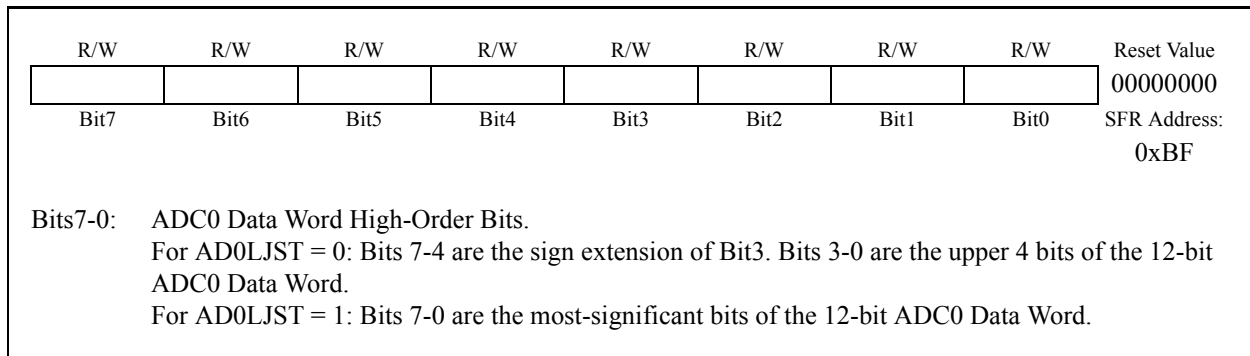 R/W R/W R/W R/W R/W R/W R/W R/W Reset Value
00000000
Bit7 Bit6 Bit5 Bit4 Bit3 Bit2 Bit1 Bit0 SFR Address:
0xBF
Bits7-0: ADC0 Data Word High-Order Bits.
For AD0LJST = 0: Bits 7-4 are the sign extension of Bit3. Bits 3-0 are the upper 4 bits of the 12-bit
ADC0 Data Word.
For AD0LJST = 1: Bits 7-0 are the most-significant bits of the 12-bit ADC0 Data Word.